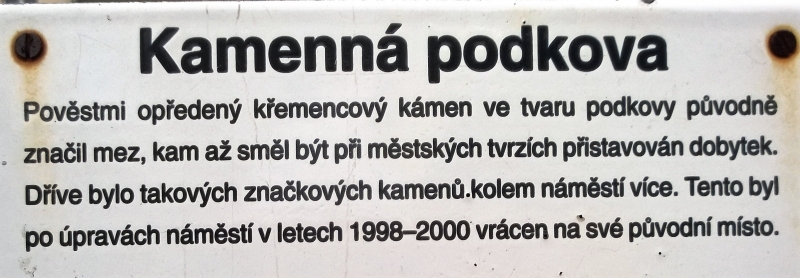 Kamenná podkova
Pověstmi opředený křemencový kámen ve tvaru podkovy původně
značil mez, kam až směl být při městských tvrzích přistavován dobytek.
Dříve bylo takových značkových kamenů.kolem náměstí více. Tento byl
po úpravách náměstí v letech 1998–2000 vrácen na své původní místo.